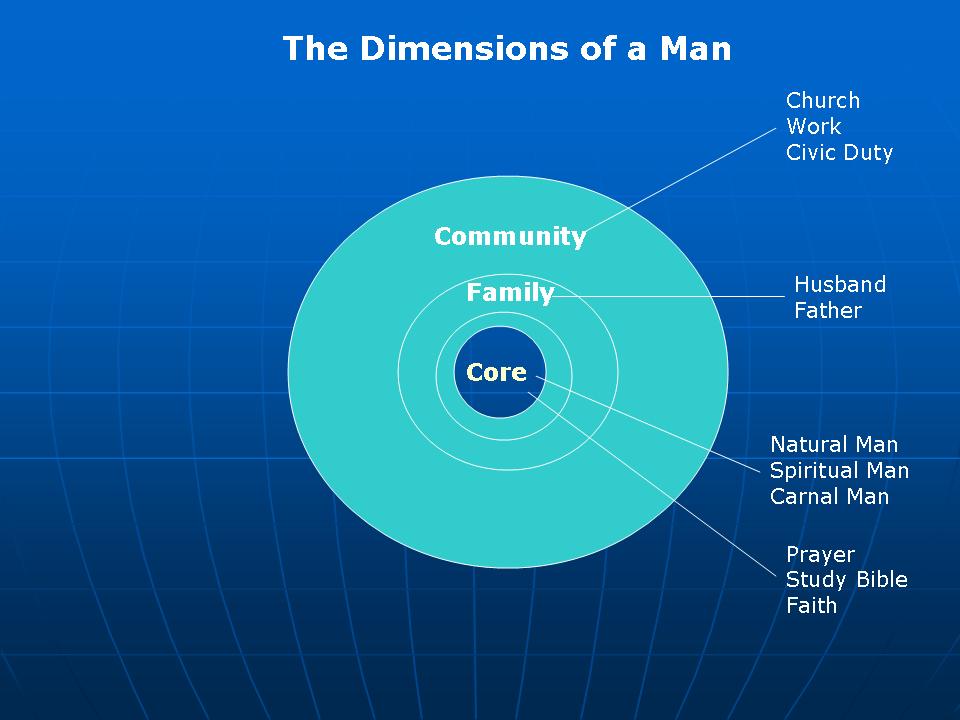 The Dimensions of a Man
Church
Work
Civic Duty
Community
Family
Husband
Father
Core
Natural Man
Spiritual Man
Carnal Man
Prayer
Study Bible
Faith